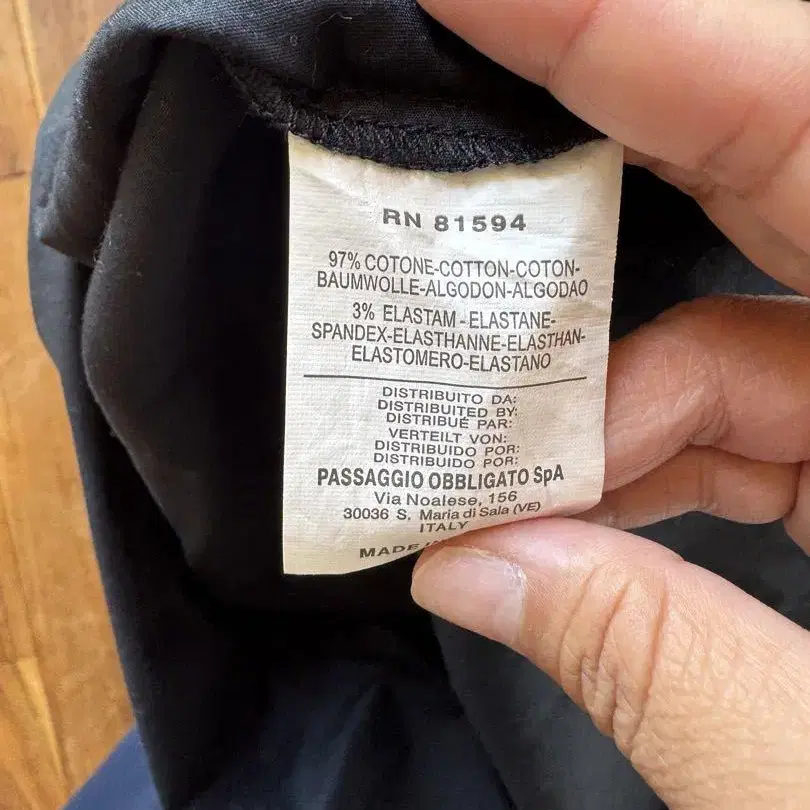 RN 81594
97% COTONE-COTTON-COTON-
BAUMWOLLE-ALGODON-ALGODAO
3% ELASTAM-ELASTANE-
SPANDEX-ELASTHANNE-ELASTHAN-
ELASTOMERO-ELASTANO
DISTRIBUITO DA:
DISTRIBUTED BY:
DISTRIBUÉ PAR:
VERTEILT VON:
DISTRIBUIDO POR:
DISTRIBUIDO POR:
PASSAGGIO OBBLIGATO SpA
Via Noalese, 156
30036 S. Maria di Sala (VE)
ITALY
MADE